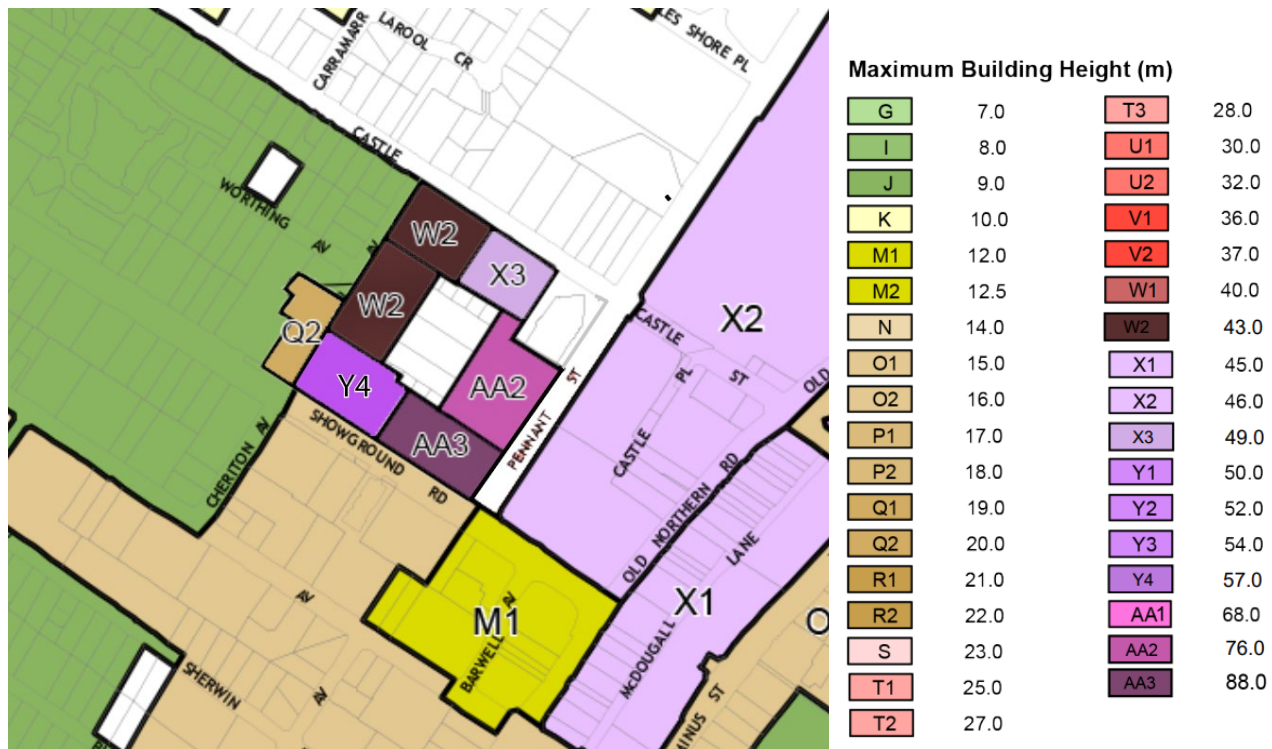 LES SHORE PL
LAROOL CR
CARRAMARR
CASTLE
WORTHING AV
AV
W2
X3
W2
Q2
Y4
AA2
AA3
X2
CASTLE ST
CASTLE PL
OLD
PENNANT ST
SHOWGROUND RD
CHERITON AV
OLD NORTHERN RD
LANE
McDOUGALL
X1
M1
BARWELL AV
AV
SHERWIN AV
MINUS ST
O
Maximum Building Height (m)
G 7.0
I 8.0
J 9.0
K 10.0
M1 12.0
M2 12.5
N 14.0
O1 15.0
O2 16.0
P1 17.0
P2 18.0
Q1 19.0
Q2 20.0
R1 21.0
R2 22.0
S 23.0
T1 25.0
T2 27.0
T3 28.0
U1 30.0
U2 32.0
V1 36.0
V2 37.0
W1 40.0
W2 43.0
X1 45.0
X2 46.0
X3 49.0
Y1 50.0
Y2 52.0
Y3 54.0
Y4 57.0
AA1 68.0
AA2 76.0
AA3 88.0